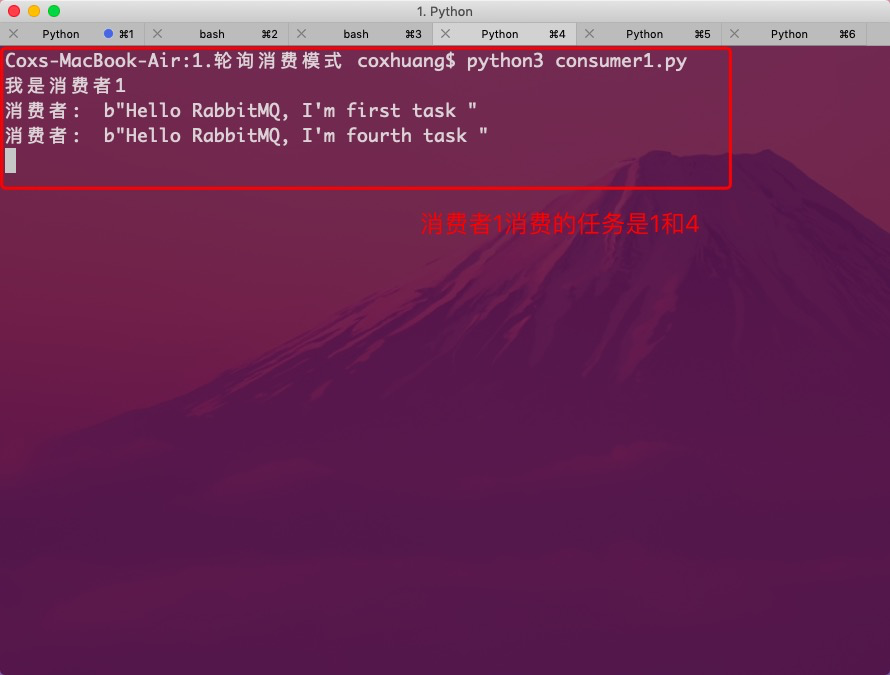 1. Python
Python ⌘1 bash ⌘2 bash ⌘3 Python ⌘4 Python ⌘5 Python ⌘6
Coxs-MacBook-Air:1.轮询消费模式 coxhuang$ python3 consumer1.py
我是消费者1
消费者： b"Hello RabbitMQ, I'm first task "
消费者： b"Hello RabbitMQ, I'm fourth task "
消费者1消费的任务是1和4